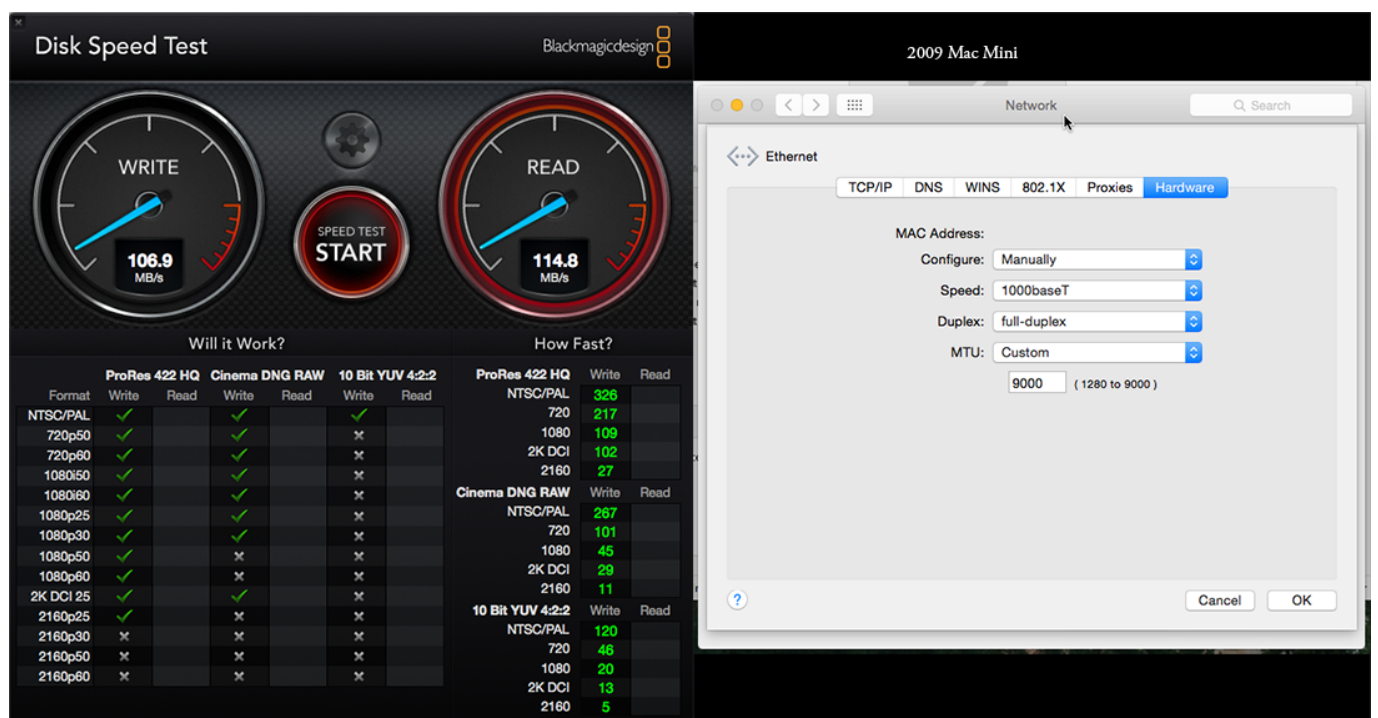 Disk Speed Test
Blackmagicdesign
WRITE
106.9
MB/s
SPEED TEST
START
READ
114.8
MB/s
Will it Work?
ProRes 422 HQ Cinema DNG RAW 10 Bit YUV 4:2:2
Format Write Read Write Read Write Read
NTSC/PAL
720p50
720p60
1080i50
1080i60
1080p25
1080p30
1080p50
1080p60
2K DCI 25
2160p25
2160p30
2160p50
2160p60
How Fast?
ProRes 422 HQ Write Read
NTSC/PAL 326
720 217
1080 109
2K DCI 102
2160 27
Cinema DNG RAW Write Read
NTSC/PAL 267
720 101
1080 45
2K DCI 29
2160 11
10 Bit YUV 4:2:2 Write Read
NTSC/PAL 120
720 46
1080 20
2K DCI 13
2160 5
2009 Mac Mini
Network
Search
Ethernet
TCP/IP DNS WINS 802.1X Proxies Hardware
MAC Address:
Configure: Manually
Speed: 1000baseT
Duplex: full-duplex
MTU: Custom
9000 ( 1280 to 9000 )
? Cancel OK